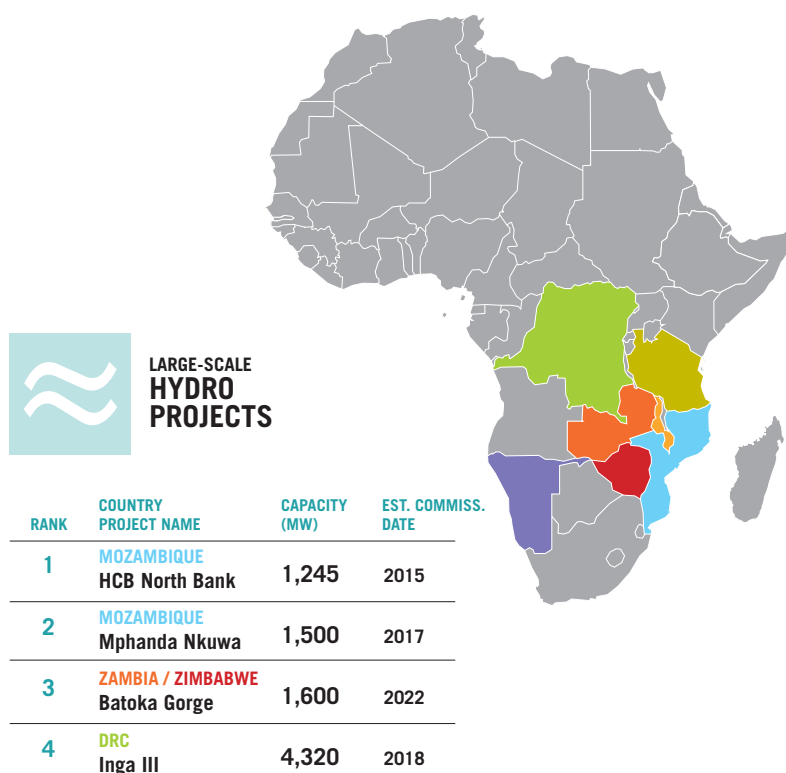 LARGE-SCALE
HYDRO
PROJECTS
RANK COUNTRY PROJECT NAME CAPACITY (MW) EST. COMMISS. DATE
1 MOZAMBIQUE
HCB North Bank 1,245 2015
2 MOZAMBIQUE
Mphanda Nkuwa 1,500 2017
3 ZAMBIA / ZIMBABWE
Batoka Gorge 1,600 2022
4 DRC
Inga III 4,320 2018